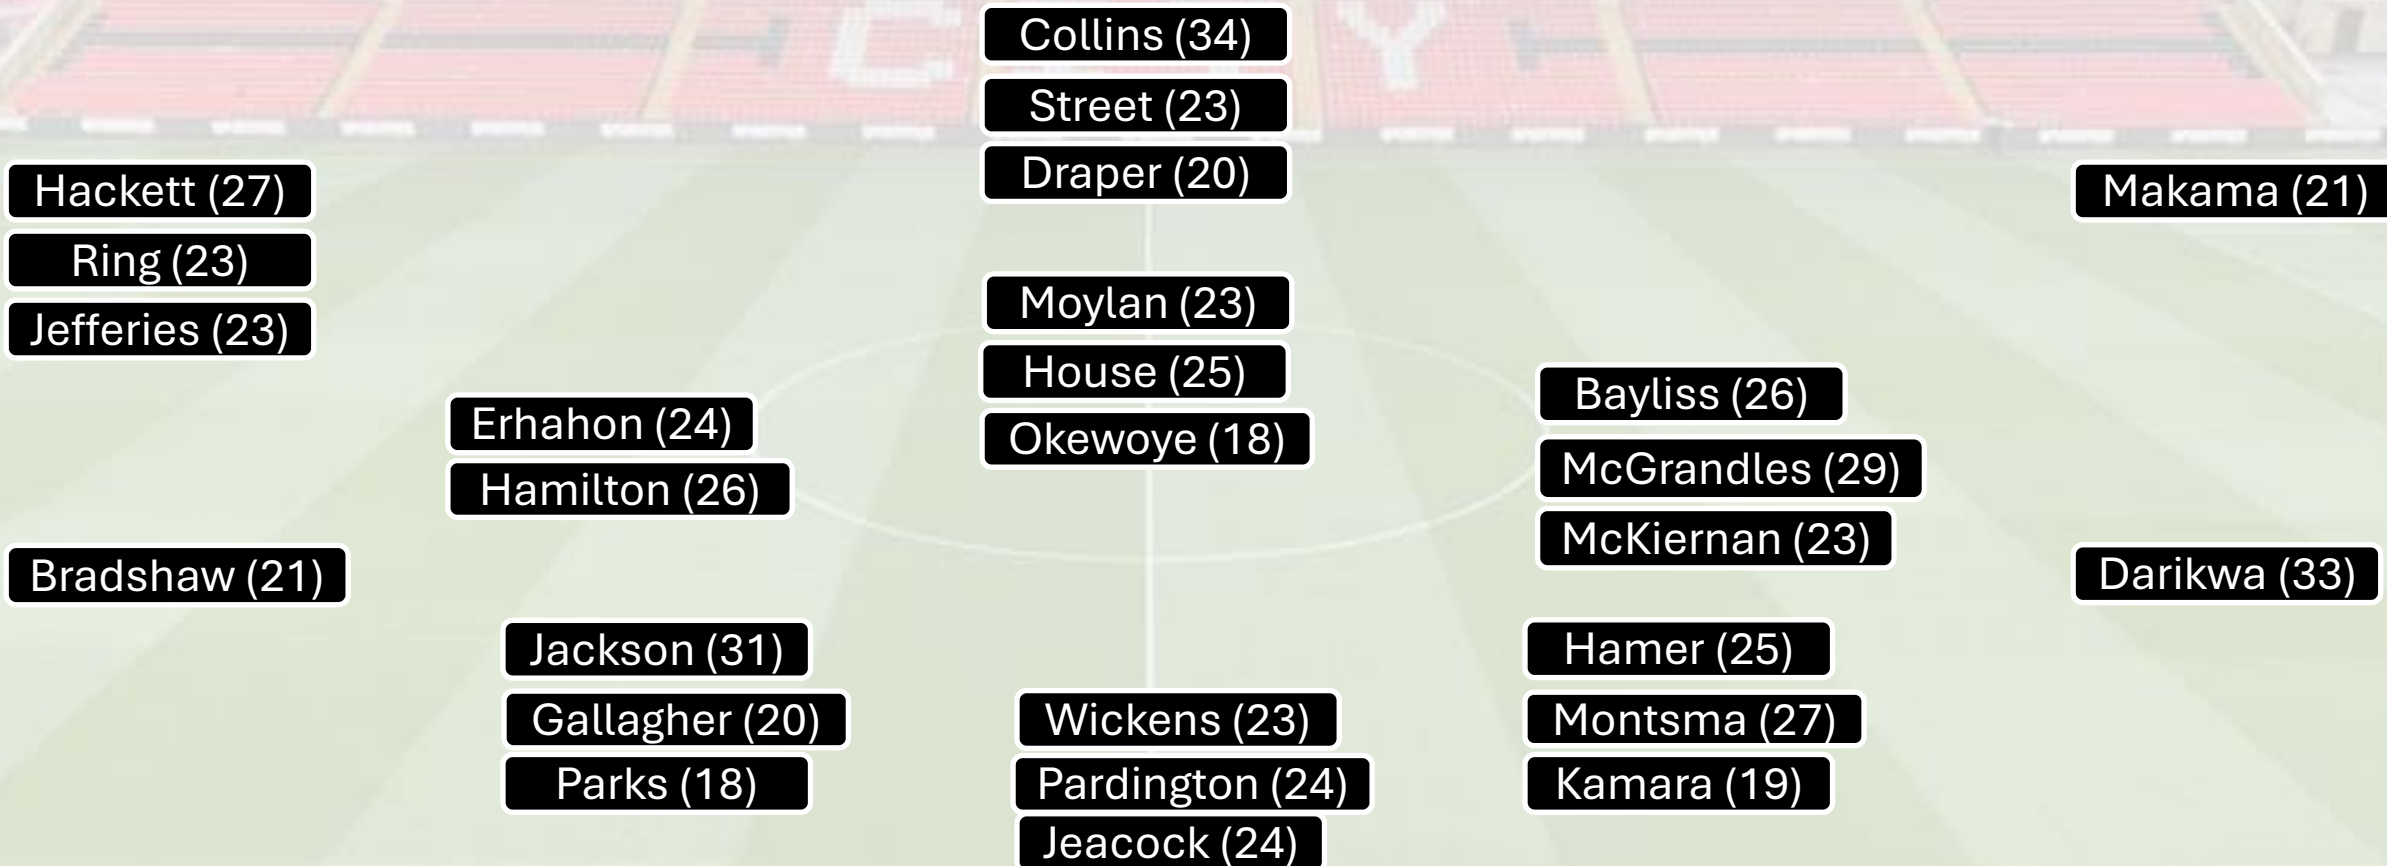 C Y
Collins (34)
Street (23)
Draper (20)
Hackett (27)
Ring (23)
Jefferies (23)
Makama (21)
Moylan (23)
House (25)
Okewoye (18)
Erhahon (24)
Hamilton (26)
Bayliss (26)
McGrandles (29)
McKiernan (23)
Bradshaw (21)
Darikwa (33)
Jackson (31)
Gallagher (20)
Parks (18)
Wickens (23)
Pardington (24)
Jeacock (24)
Hamer (25)
Montsma (27)
Kamara (19)